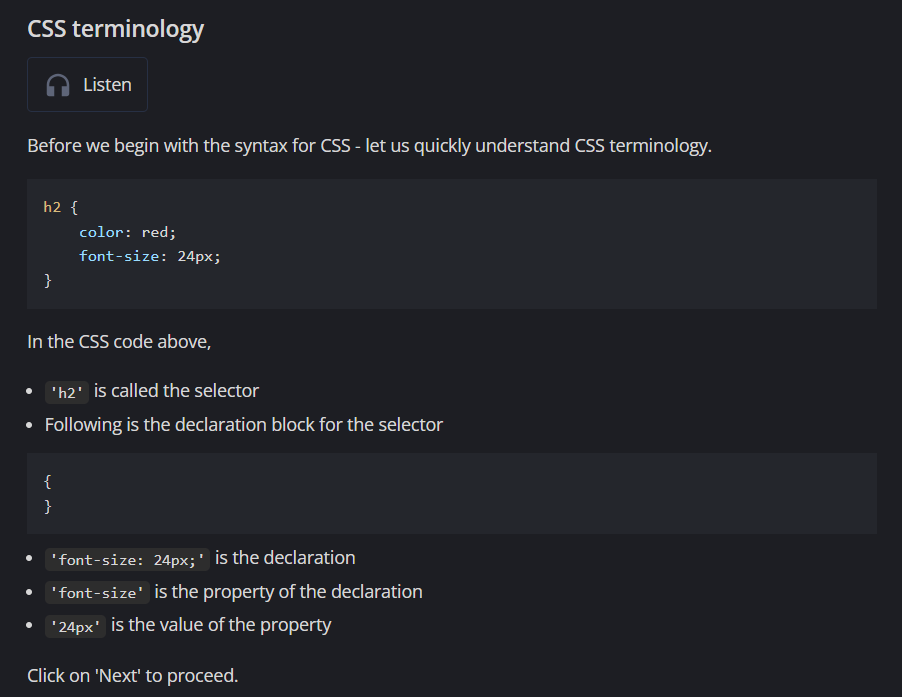 CSS terminology
Listen
Before we begin with the syntax for CSS - let us quickly understand CSS terminology.
h2 {
    color: red;
    font-size: 24px;
}
In the CSS code above,
• 'h2' is called the selector
• Following is the declaration block for the selector
{
}
• 'font-size: 24px;' is the declaration
• 'font-size' is the property of the declaration
• '24px' is the value of the property
Click on 'Next' to proceed.